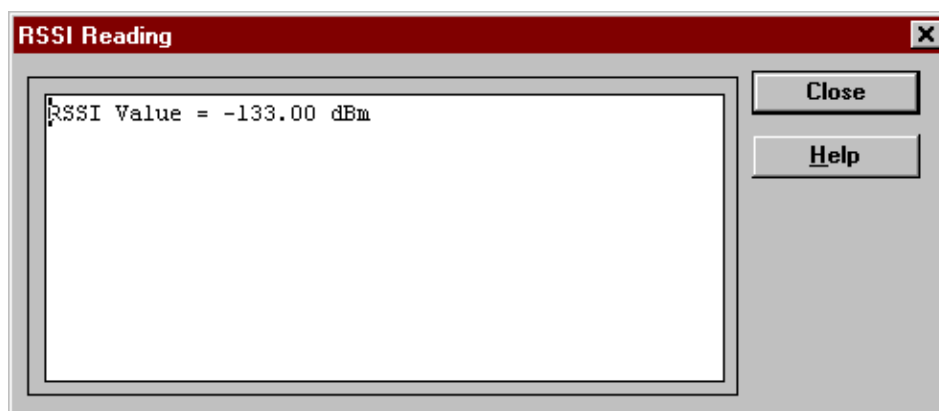 RSSI Reading
RSSI Value = -133.00 dBm
Close
Help